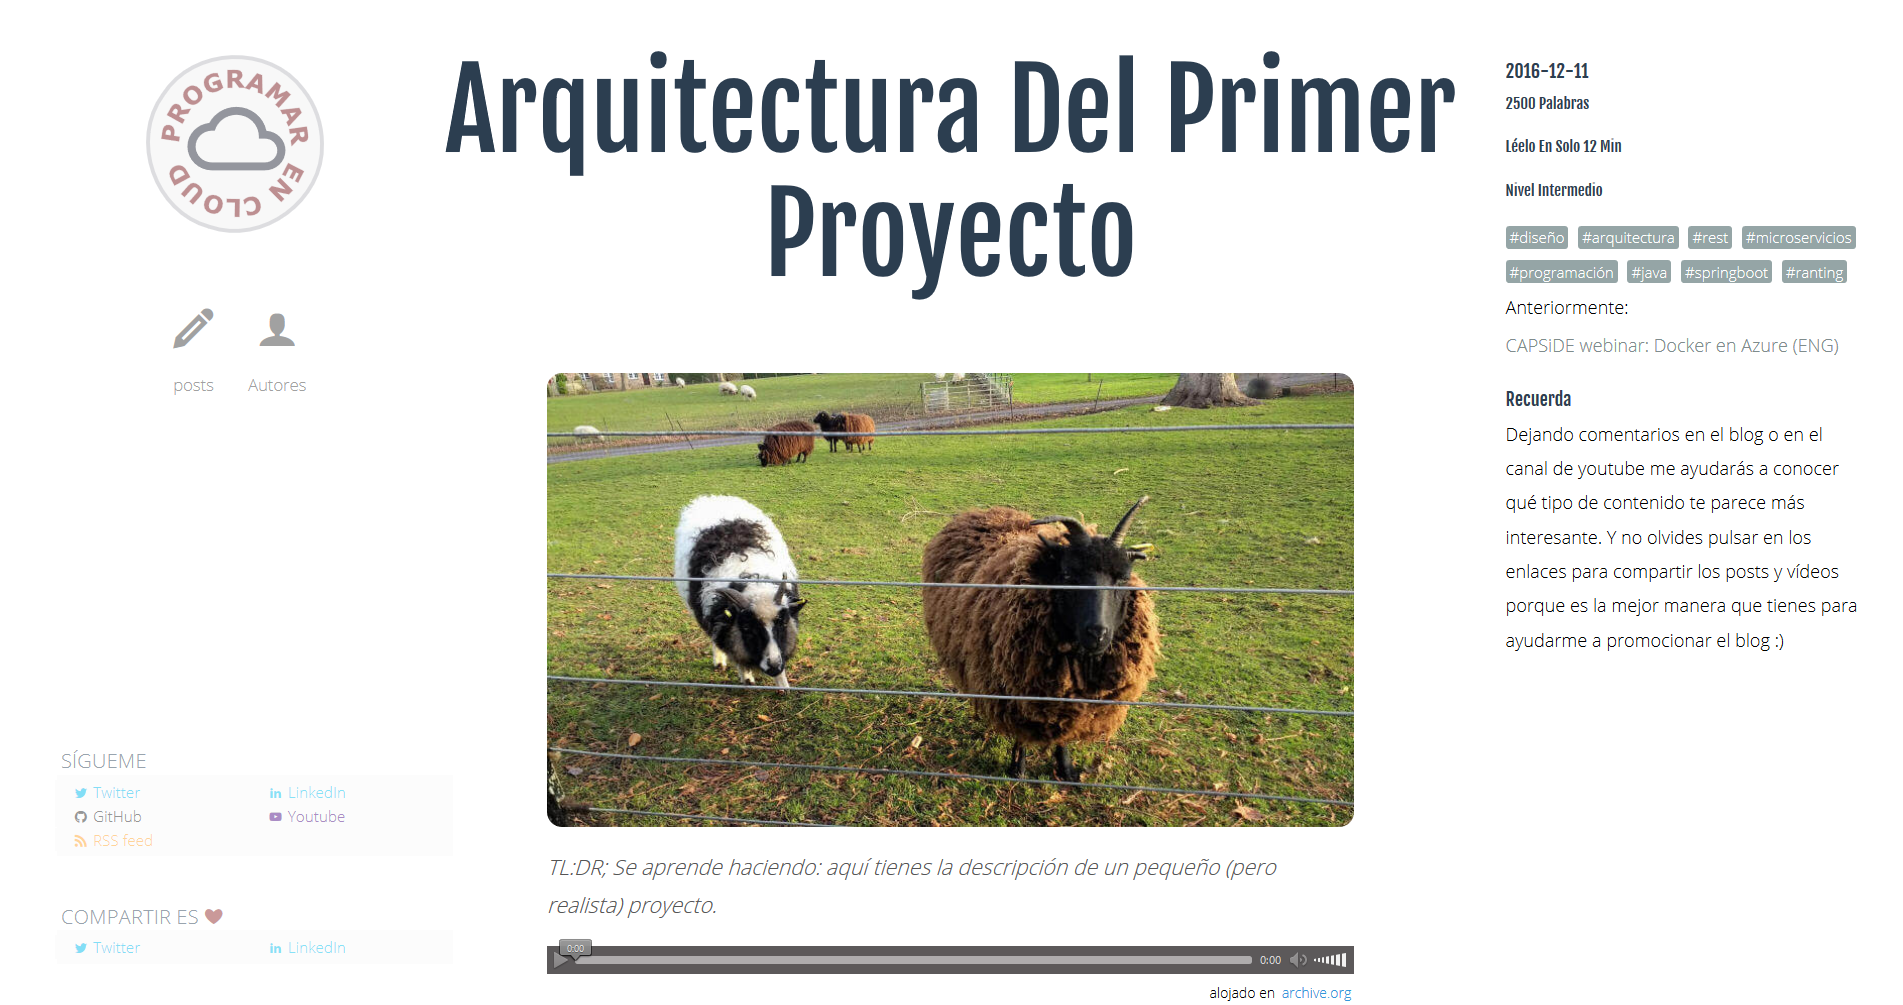 PROGRAMAR EN CLOUD
posts
Autores
SÍGUEME
Twitter
LinkedIn
GitHub
Youtube
RSS feed
COMPARTIR ES
Twitter
LinkedIn
Arquitectura Del Primer
Proyecto
TL:DR; Se aprende haciendo: aquí tienes la descripción de un pequeño (pero
realista) proyecto.
0:00
0:00
alojado en archive.org
2016-12-11
2500 Palabras
Léelo En Solo 12 Min
Nivel Intermedio
#diseño #arquitectura #rest #microservicios
#programación #java #springboot #ranting
Anteriormente:
CAPSiDE webinar: Docker en Azure (ENG)
Recuerda
Dejando comentarios en el blog o en el
canal de youtube me ayudarás a conocer
qué tipo de contenido te parece más
interesante. Y no olvides pulsar en los
enlaces para compartir los posts y vídeos
porque es la mejor manera que tienes para
ayudarme a promocionar el blog :)